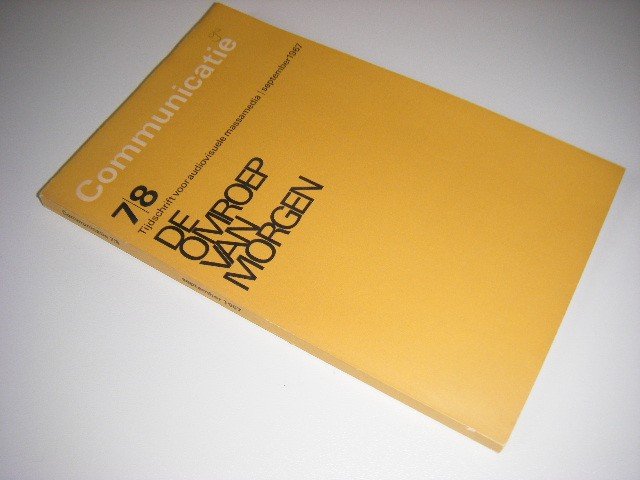 Communicatie
7/8
Tijdschrift voor audiovisuele massamedia | september 1967
DE
OMROEP
VAN
MORGEN